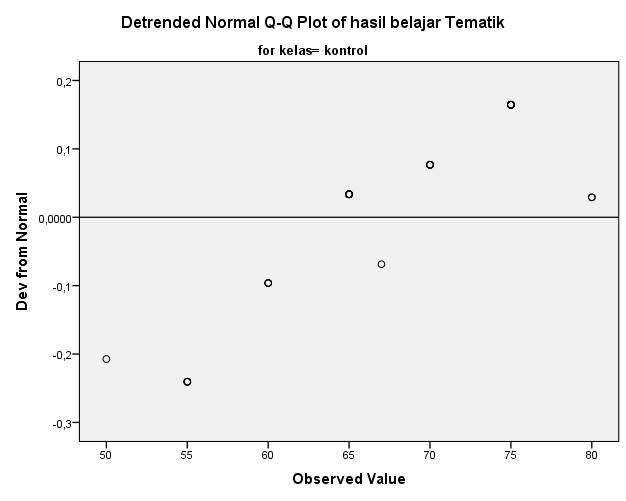 Detrended Normal Q-Q Plot of hasil belajar Tematik
for kelas= kontrol
Dev from Normal
0,2
0,1
0,0000
-0,1
-0,2
-0,3
50 55 60 65 70 75 80
Observed Value